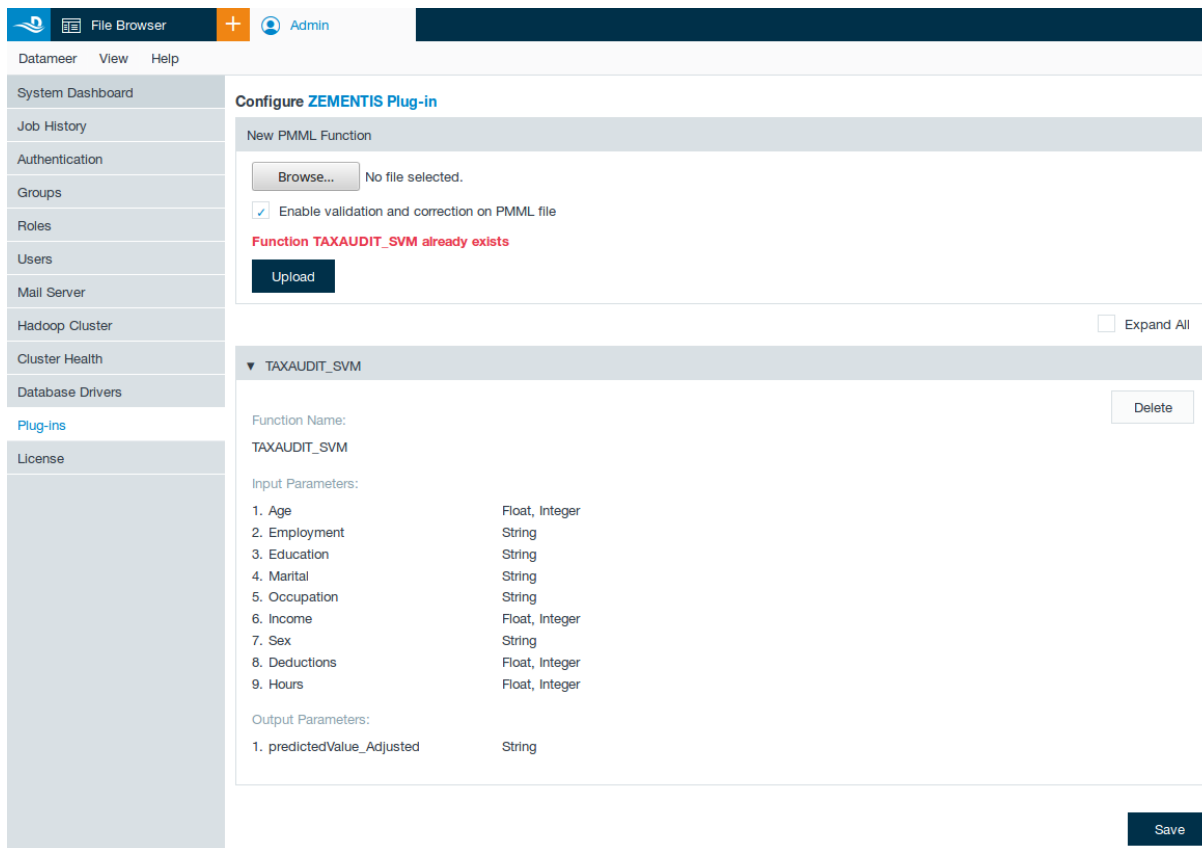 File Browser
+
Admin
Datameer View Help
System Dashboard
Job History
Authentication
Groups
Roles
Users
Mail Server
Hadoop Cluster
Cluster Health
Database Drivers
Plug-ins
License
Configure ZEMENTIS Plug-in
New PMML Function
Browse... No file selected.
Enable validation and correction on PMML file
Function TAXAUDIT_SVM already exists
Upload
Expand All
TAXAUDIT_SVM
Delete
Function Name:
TAXAUDIT_SVM
Input Parameters:
1. Age Float, Integer
2. Employment String
3. Education String
4. Marital String
5. Occupation String
6. Income Float, Integer
7. Sex String
8. Deductions Float, Integer
9. Hours Float, Integer
Output Parameters:
1. predictedValue_Adjusted String
Save